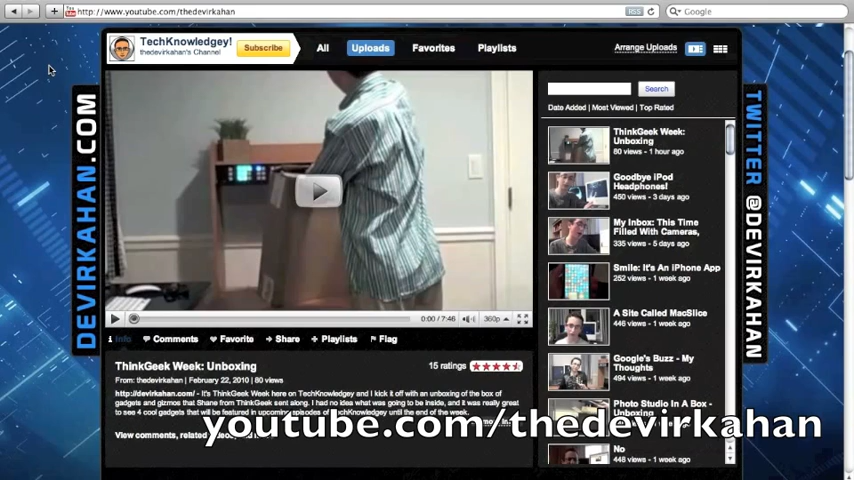 http://www.youtube.com/thedevirkahan
RSS
Google
TechKnowledgey!
thedevirkahan's Channel
Subscribe
All
Uploads
Favorites
Playlists
Arrange Uploads
DEVIRKAHAN.COM
TWITTER @DEVIRKAHAN
Search
Date Added | Most Viewed | Top Rated
ThinkGeek Week:
Unboxing
80 views - 1 hour ago
Goodbye iPod
Headphones!
450 views - 3 days ago
My Inbox: This Time
Filled With Cameras,
335 views - 5 days ago
Smile: It's An iPhone App
512 views - 1 week ago
A Site Called MacSlice
446 views - 1 week ago
Google's Buzz - My
Thoughts
494 views - 1 week ago
Photo Studio In A Box -
Unboxing
448 views - 1 week ago
No
448 views - 1 week ago
0:00 / 7:46
360p
Info
Comments
Favorite
Share
Playlists
Flag
ThinkGeek Week: Unboxing
15 ratings
From: thedevirkahan | February 22, 2010 | 80 views
http://devirkahan.com/ - It's ThinkGeek Week here on TechKnowledgey and I kick it off with an unboxing of the box of
gadgets and gizmos that Shane from ThinkGeek sent along. I had no idea what was going to be inside, and it was really great
to see 4 cool gadgets that will be featured in upcoming episodes of TechKnowledgey until the end of the week.
View comments, related videos,
youtube.com/thedevirkahan